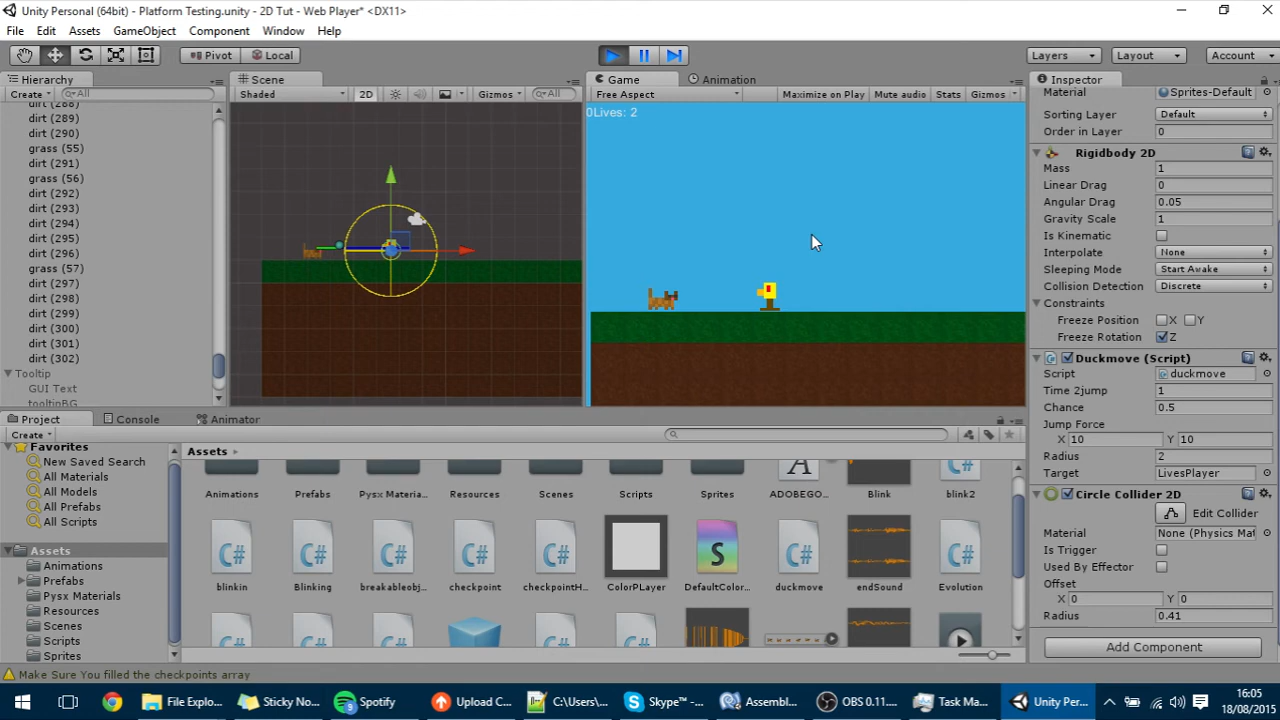 Unity Personal (64bit) - Platform Testing.unity - 2D Tut - Web Player* <DX11>
File Edit Assets GameObject Component Window Help
Pivot Local Layers Layout Account
Hierarchy
Create All
dirt (288)
dirt (289)
dirt (290)
grass (55)
dirt (291)
grass (56)
dirt (292)
dirt (293)
dirt (294)
dirt (295)
dirt (296)
grass (57)
dirt (297)
dirt (298)
dirt (299)
dirt (300)
dirt (301)
dirt (302)
Tooltip
GUI Text
tooltipBG
Scene
Shaded 2D Gizmos All
Game Animation
Free Aspect Maximize on Play Mute audio Stats Gizmos
0Lives: 2
Inspector
Material Sprites-Default
Sorting Layer Default
Order in Layer 0
Rigidbody 2D
Mass 1
Linear Drag 0
Angular Drag 0.05
Gravity Scale 1
Is Kinematic
Interpolate None
Sleeping Mode Start Awake
Collision Detection Discrete
Constraints
Freeze Position X Y
Freeze Rotation Z
Duckmove (Script)
Script duckmove
Time 2jump 1
Chance 0.5
Jump Force
X 10 Y 10
Radius 2
Target LivesPlayer
Circle Collider 2D
Edit Collider
Material None (Physics Mat
Is Trigger
Used By Effector
Offset
X 0 Y 0
Radius 0.41
Add Component
Project Console Animator
Create
Favorites
New Saved Search
All Materials
All Models
All Prefabs
All Scripts
Assets
Animations
Prefabs
Pysx Materials
Resources
Scenes
Scripts
Sprites
Assets
Animations Prefabs Pysx Materia... Resources Scenes Scripts Sprites ADOBEGO... Blink blink2
blinkin Blinking breakableobj... checkpoint checkpointH... ColorPLayer DefaultColor... duckmove endSound Evolution
Make Sure You filled the checkpoints array
File Explo... Sticky No... Spotify Upload C... C:\Users\... Skype™ -... Assembl... OBS 0.11.... Task Ma... Unity Per...
16:05
18/08/2015